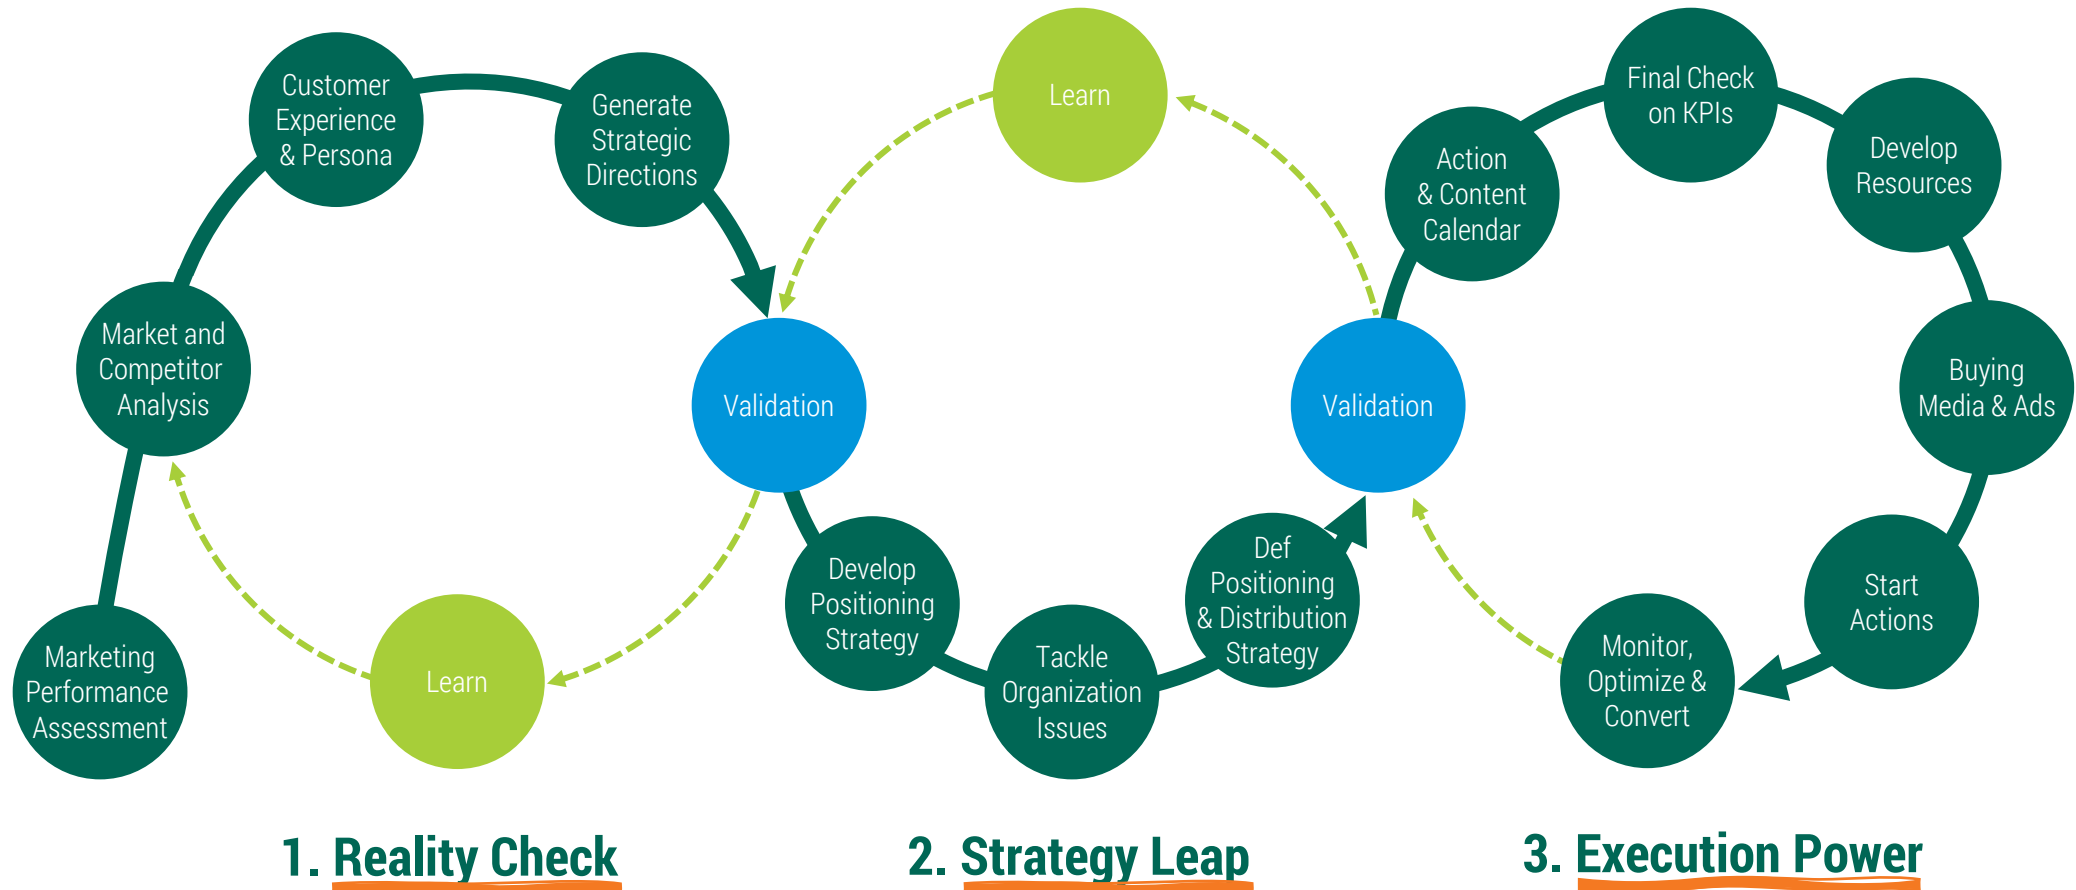 Marketing
Performance
Assessment
Market and
Competitor
Analysis
Customer
Experience
& Persona
Generate
Strategic
Directions
Validation
Learn
Develop
Positioning
Strategy
Tackle
Organization
Issues
Def
Positioning
& Distribution
Strategy
Validation
Learn
Action
& Content
Calendar
Final Check
on KPIs
Develop
Resources
Buying
Media & Ads
Start
Actions
Monitor,
Optimize &
Convert
1. Reality Check
2. Strategy Leap
3. Execution Power